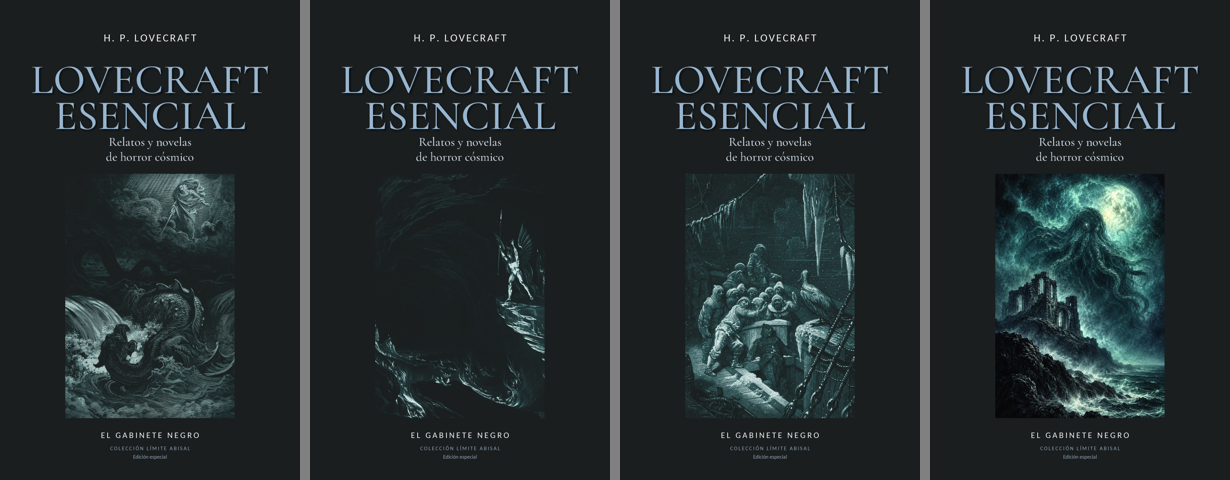 H. P. LOVECRAFT
LOVECRAFT
ESENCIAL
Relatos y novelas
de horror cósmico
EL GABINETE NEGRO
COLECCIÓN LÍMITE ABISAL
Edición especial
H. P. LOVECRAFT
LOVECRAFT
ESENCIAL
Relatos y novelas
de horror cósmico
EL GABINETE NEGRO
COLECCIÓN LÍMITE ABISAL
Edición especial
H. P. LOVECRAFT
LOVECRAFT
ESENCIAL
Relatos y novelas
de horror cósmico
EL GABINETE NEGRO
COLECCIÓN LÍMITE ABISAL
Edición especial
H. P. LOVECRAFT
LOVECRAFT
ESENCIAL
Relatos y novelas
de horror cósmico
EL GABINETE NEGRO
COLECCIÓN LÍMITE ABISAL
Edición especial